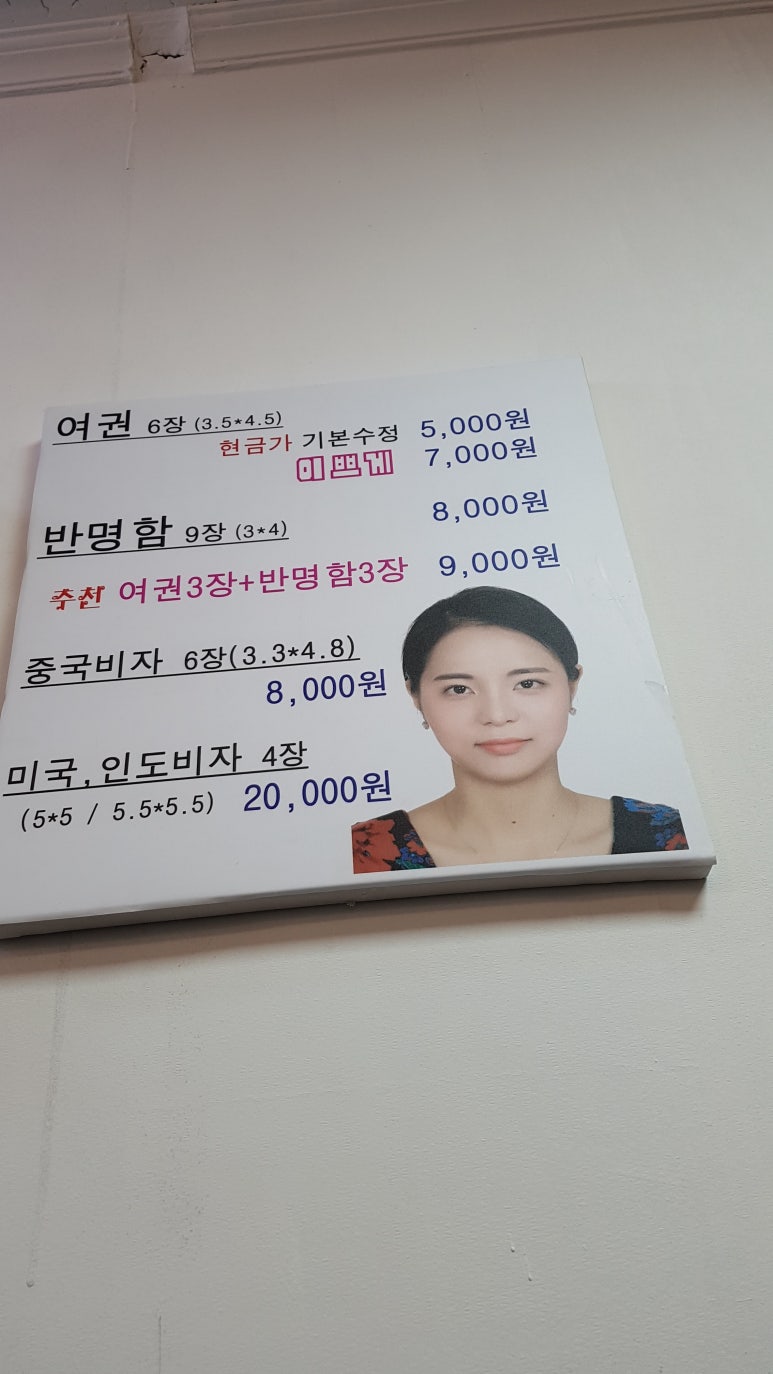 여권 6장 (3.5*4.5)
현금가 기본수정 5,000원
이쁘게 7,000원
반명함 9장 (3*4) 8,000원
추천 여권3장+반명함3장 9,000원
중국비자 6장(3.3*4.8)
8,000원
미국,인도비자 4장
(5*5 / 5.5*5.5) 20,000원